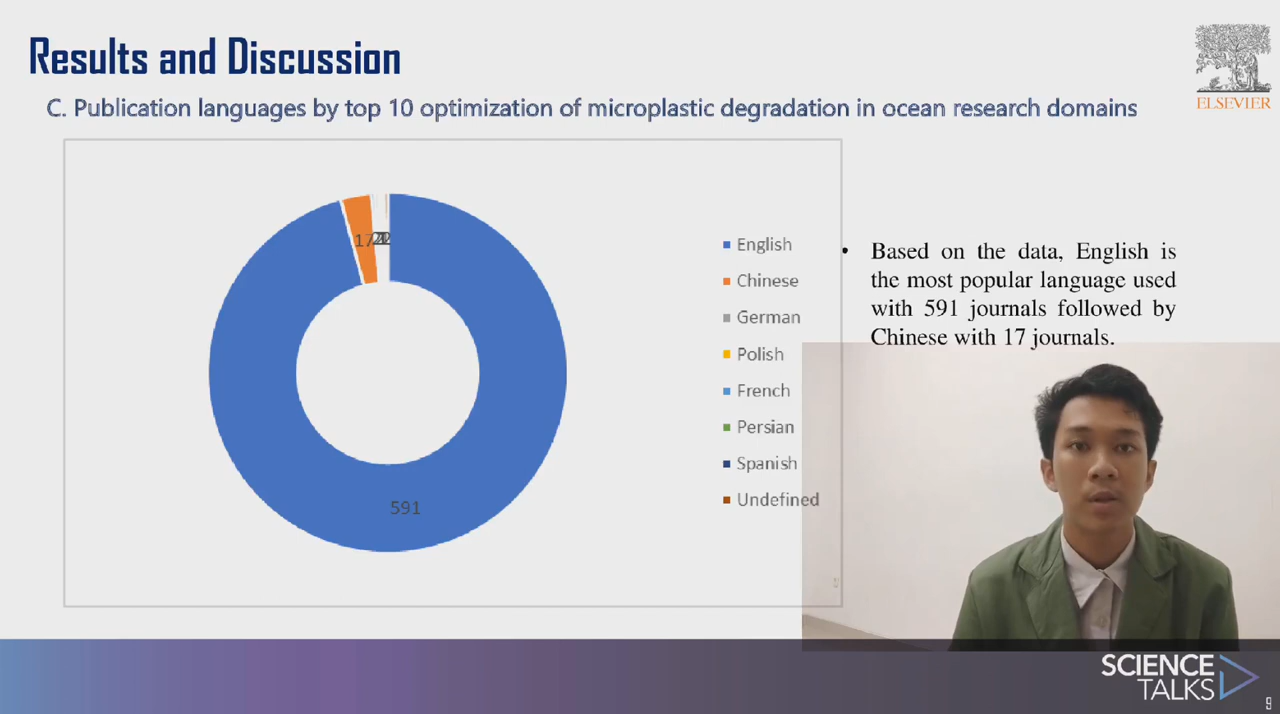 Results and Discussion
ELSEVIER
C. Publication languages by top 10 optimization of microplastic degradation in ocean research domains
17
591
English
Chinese
German
Polish
French
Persian
Spanish
Undefined
• Based on the data, English is
the most popular language used
with 591 journals followed by
Chinese with 17 journals.
SCIENCE
TALKS
9